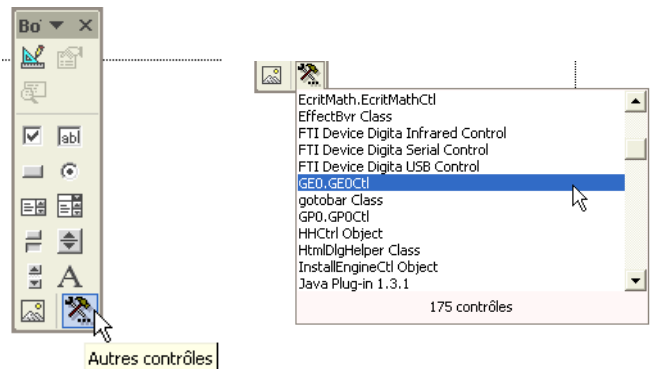 Bo
abl
A
Autres contrôles
EcritMath.EcritMathCtl
EffectBvr Class
FTI Device Digita Infrared Control
FTI Device Digita Serial Control
FTI Device Digita USB Control
GE0.GE0Ctl
gotobar Class
GP0.GP0Ctl
HHCtrl Object
HtmlDlgHelper Class
InstallEngineCtl Object
Java Plug-in 1.3.1
175 contrôles